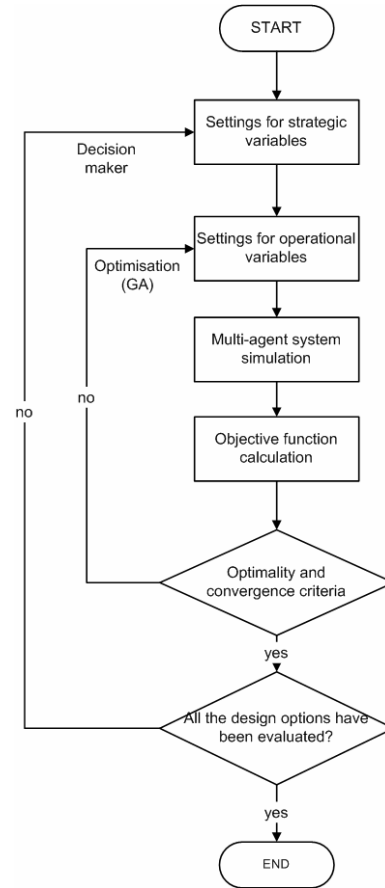 START
Settings for strategic
variables
Decision
maker
Settings for operational
variables
Optimisation
(GA)
Multi-agent system
simulation
no
no
Objective function
calculation
Optimality and
convergence criteria
yes
All the design options have
been evaluated?
yes
END